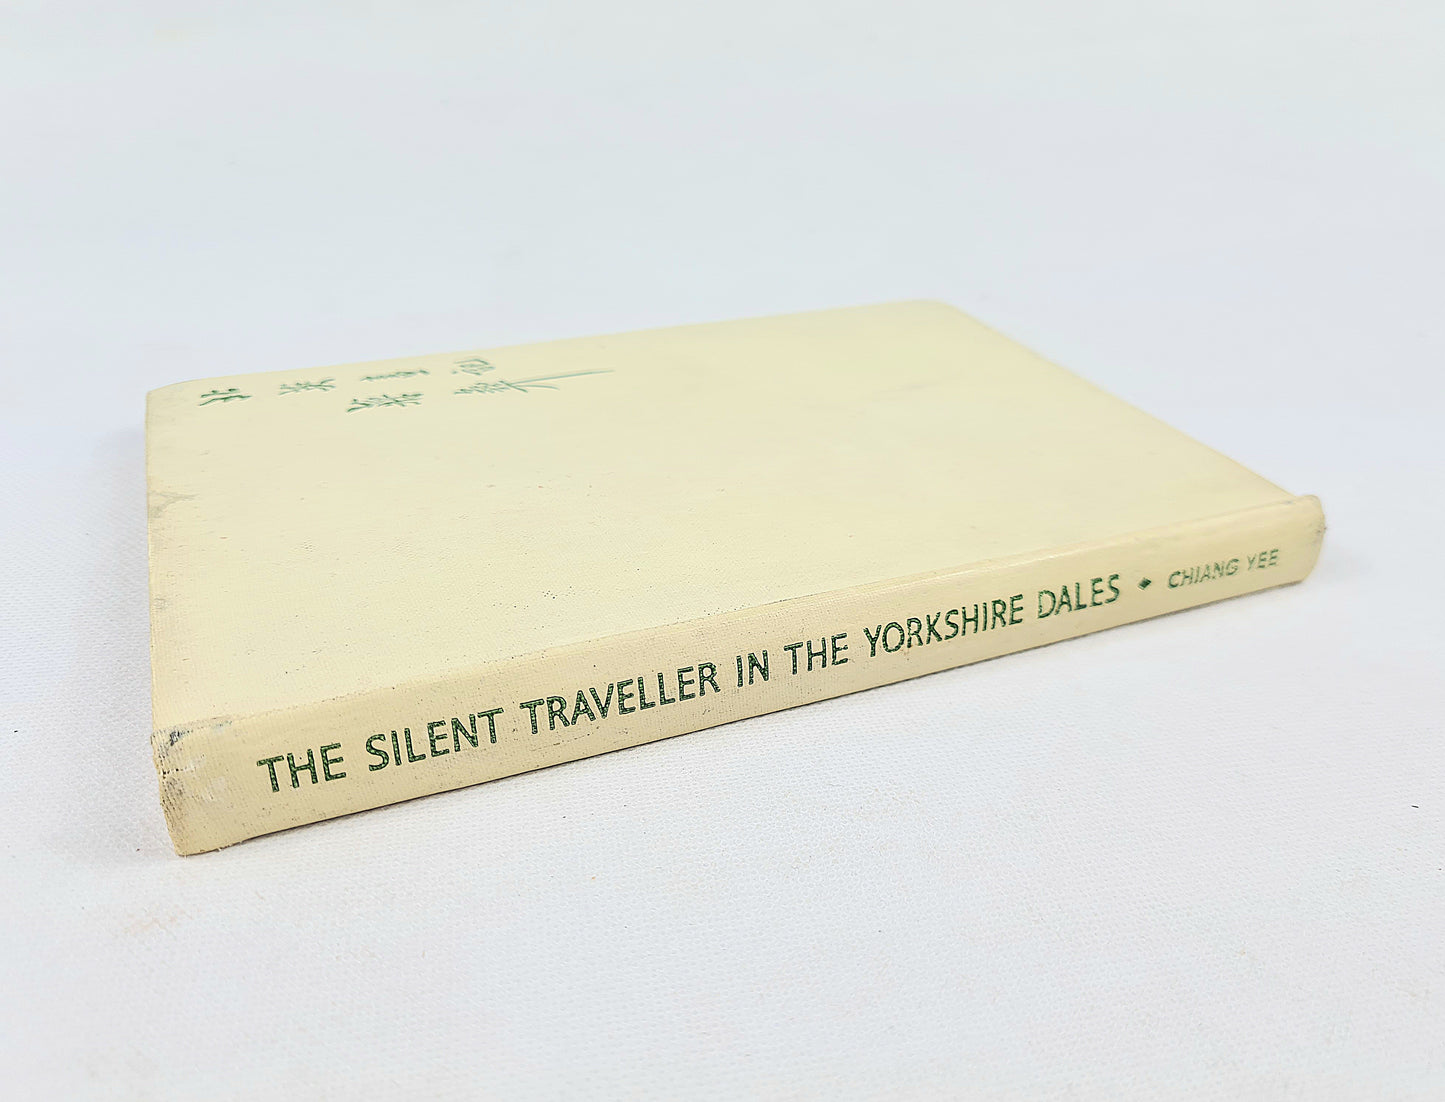 THE SILENT TRAVELLER IN THE YORKSHIRE DALES ◆ CHIANG YEE